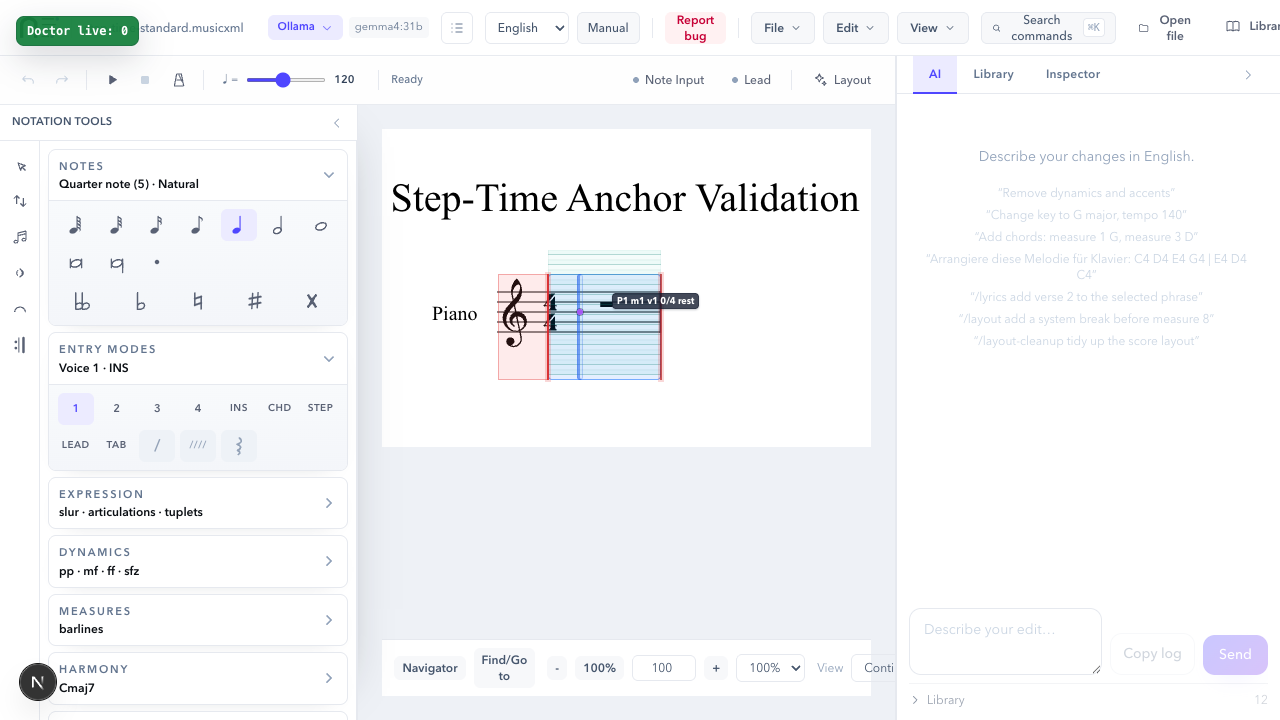 Doctor live: 0
standard.musicxml
Ollama
gemma4:31b
English
Manual
Report bug
File
Edit
View
Search commands
⌘K
Open file
Librar
♩ =
120
Ready
Note Input
Lead
Layout
AI
Library
Inspector
NOTATION TOOLS
NOTES
Quarter note (5) · Natural
ENTRY MODES
Voice 1 · INS
1
2
3
4
INS
CHD
STEP
LEAD
TAB
/
////
EXPRESSION
slur · articulations · tuplets
DYNAMICS
pp · mf · ff · sfz
MEASURES
barlines
HARMONY
Cmaj7
N
Step-Time Anchor Validation
Piano
P1 m1 v1 0/4 rest
Navigator
Find/Go to
-
100%
100
+
100%
View
Conti
Describe your changes in English.
“Remove dynamics and accents”
“Change key to G major, tempo 140”
“Add chords: measure 1 G, measure 3 D”
“Arrangiere diese Melodie für Klavier: C4 D4 E4 G4 | E4 D4
C4”
“/lyrics add verse 2 to the selected phrase”
“/layout add a system break before measure 8”
“/layout-cleanup tidy up the score layout”
Describe your edit...
Copy log
Send
Library
12